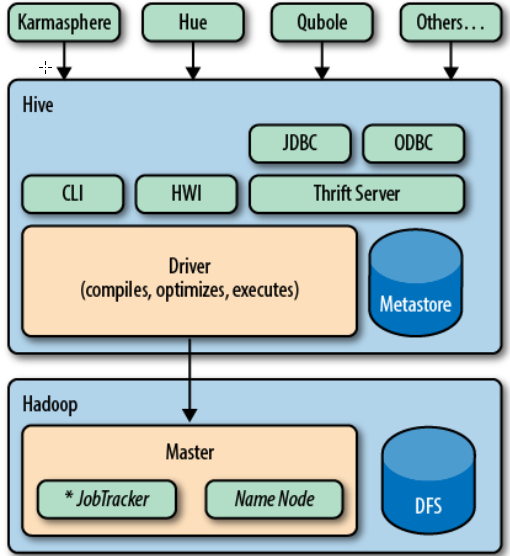 Karmasphere
Hue
Qubole
Others...
Hive
JDBC
ODBC
CLI
HWI
Thrift Server
Driver
(compiles, optimizes, executes)
Metastore
Hadoop
Master
* JobTracker
Name Node
DFS